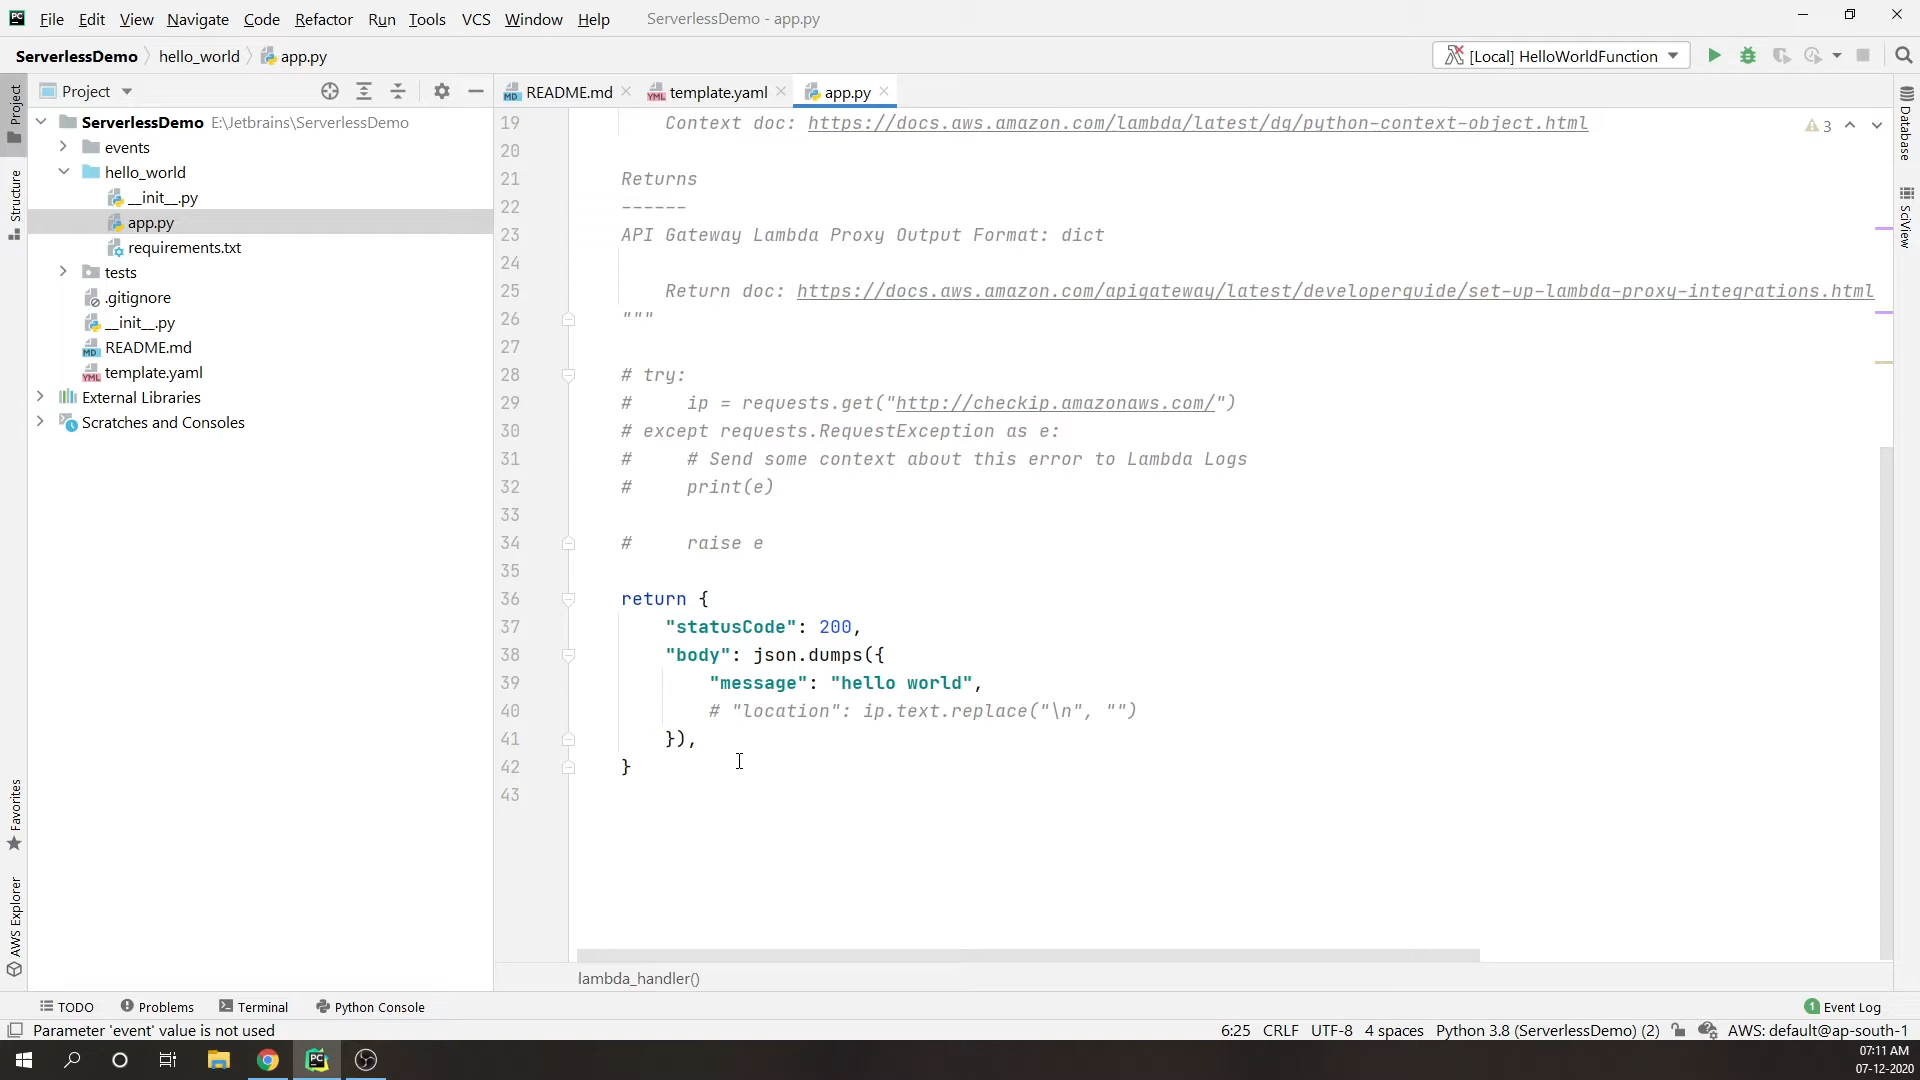 File Edit View Navigate Code Refactor Run Tools VCS Window Help ServerlessDemo - app.py
ServerlessDemo hello_world app.py [Local] HelloWorldFunction
Project
README.md template.yaml app.py
ServerlessDemo E:\Jetbrains\ServerlessDemo
events
hello_world
__init__.py
app.py
requirements.txt
tests
.gitignore
__init__.py
README.md
template.yaml
External Libraries
Scratches and Consoles
Project
Structure
Favorites
AWS Explorer
19 Context doc: https://docs.aws.amazon.com/lambda/latest/dg/python-context-object.html
20
21 Returns
22 ------
23 API Gateway Lambda Proxy Output Format: dict
24
25 Return doc: https://docs.aws.amazon.com/apigateway/latest/developerguide/set-up-lambda-proxy-integrations.html
26 """
27
28 # try:
29 #     ip = requests.get("http://checkip.amazonaws.com/")
30 # except requests.RequestException as e:
31 #     # Send some context about this error to Lambda Logs
32 #     print(e)
33
34 #     raise e
35
36 return {
37 "statusCode": 200,
38 "body": json.dumps({
39 "message": "hello world",
40 # "location": ip.text.replace("\n", "")
41 }),
42 }
43
3
Database
SciView
lambda_handler()
TODO Problems Terminal Python Console 1 Event Log
Parameter 'event' value is not used 6:25 CRLF UTF-8 4 spaces Python 3.8 (ServerlessDemo) (2) AWS: default@ap-south-1
07:11 AM
07-12-2020